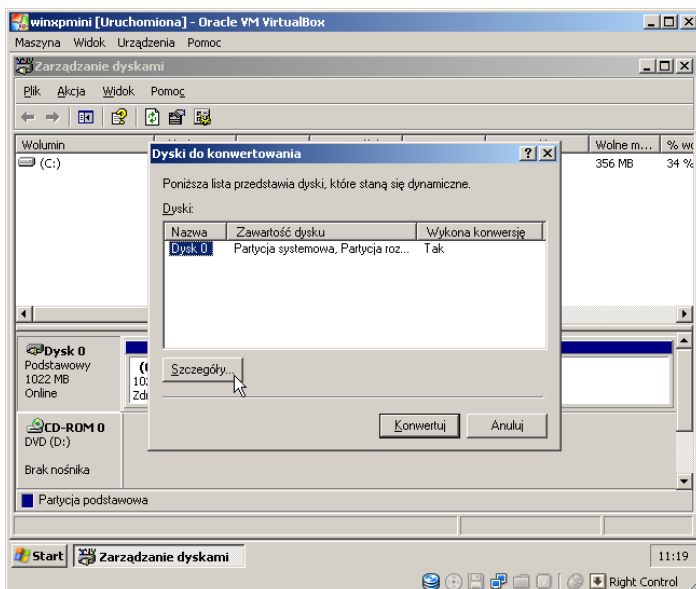 winxpmini [Uruchomiona] - Oracle VM VirtualBox
Maszyna Widok Urządzenia Pomoc
Zarządzanie dyskami
Plik Akcja Widok Pomoc
Wolumin Wolne m... % wo
(C:) 356 MB 34 %
Dyski do konwertowania
Poniższa lista przedstawia dyski, które staną się dynamiczne.
Dyski:
Nazwa Zawartość dysku Wykona konwersję
Dysk 0 Partycja systemowa, Partycja roz... Tak
Szczegóły...
Konwertuj Anuluj
Dysk 0
Podstawowy
1022 MB
Online
CD-ROM 0
DVD (D:)
Brak nośnika
Partycja podstawowa
Start Zarządzanie dyskami 11:19
Right Control